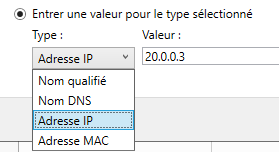 Entrer une valeur pour le type sélectionné
Type : Valeur :
Adresse IP 20.0.0.3
Nom qualifié
Nom DNS
Adresse IP
Adresse MAC